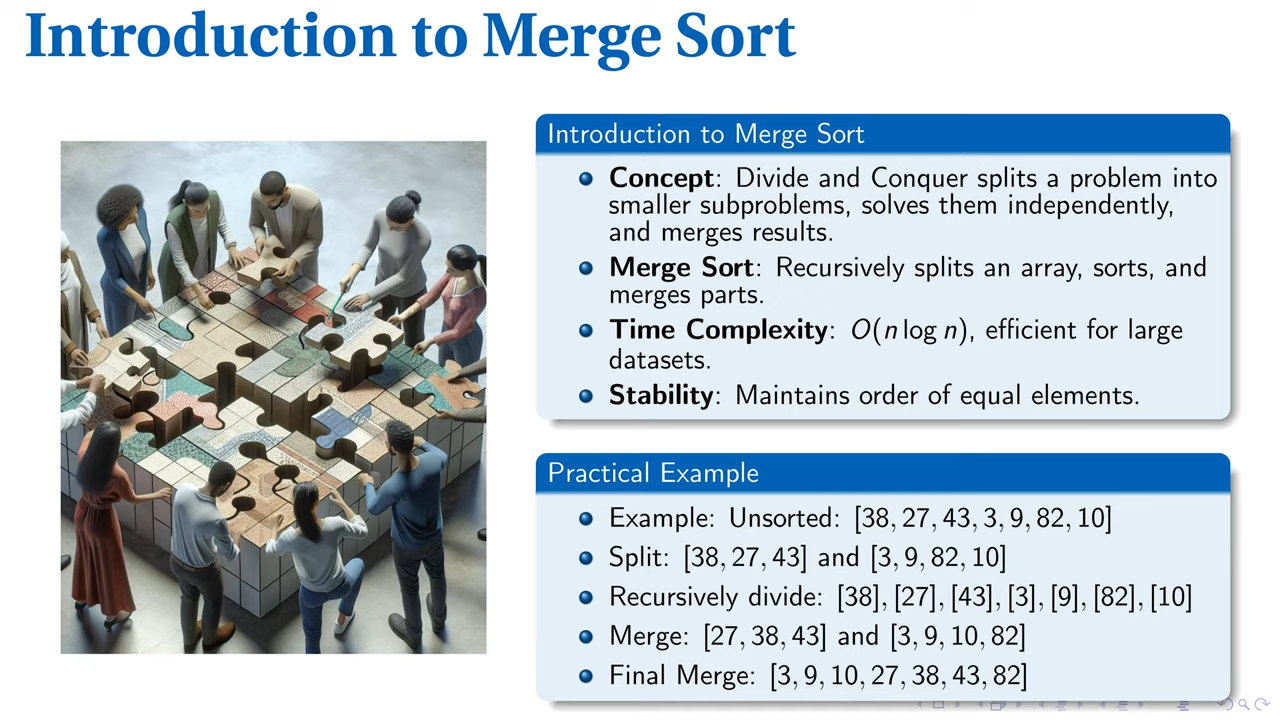 Introduction to Merge Sort
Introduction to Merge Sort
Concept: Divide and Conquer splits a problem into
smaller subproblems, solves them independently,
and merges results.
Merge Sort: Recursively splits an array, sorts, and
merges parts.
Time Complexity: O(n log n), efficient for large
datasets.
Stability: Maintains order of equal elements.
Practical Example
Example: Unsorted: [38, 27, 43, 3, 9, 82, 10]
Split: [38, 27, 43] and [3, 9, 82, 10]
Recursively divide: [38], [27], [43], [3], [9], [82], [10]
Merge: [27, 38, 43] and [3, 9, 10, 82]
Final Merge: [3, 9, 10, 27, 38, 43, 82]